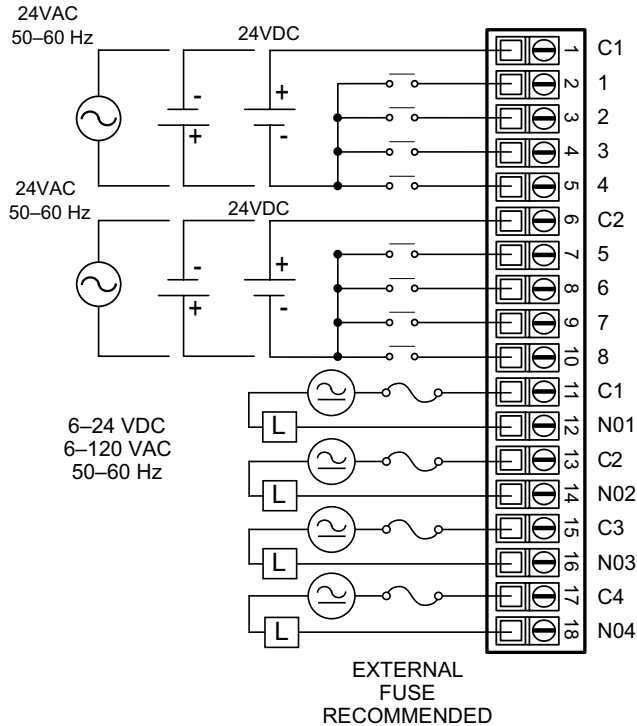 24VAC
50–60 Hz
24VDC
-
+
+
-
1 C1
2 1
3 2
4 3
5 4
24VAC
50–60 Hz
24VDC
-
+
+
-
6 C2
7 5
8 6
9 7
10 8
11 C1
L 12 N01
13 C2
L 14 N02
15 C3
L 16 N03
17 C4
L 18 N04
6–24 VDC
6–120 VAC
50–60 Hz
EXTERNAL
FUSE
RECOMMENDED